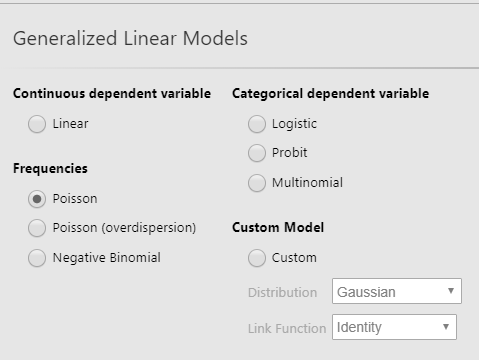 Generalized Linear Models
Continuous dependent variable
Linear
Frequencies
Poisson
Poisson (overdispersion)
Negative Binomial
Categorical dependent variable
Logistic
Probit
Multinomial
Custom Model
Custom
Distribution Gaussian
Link Function Identity